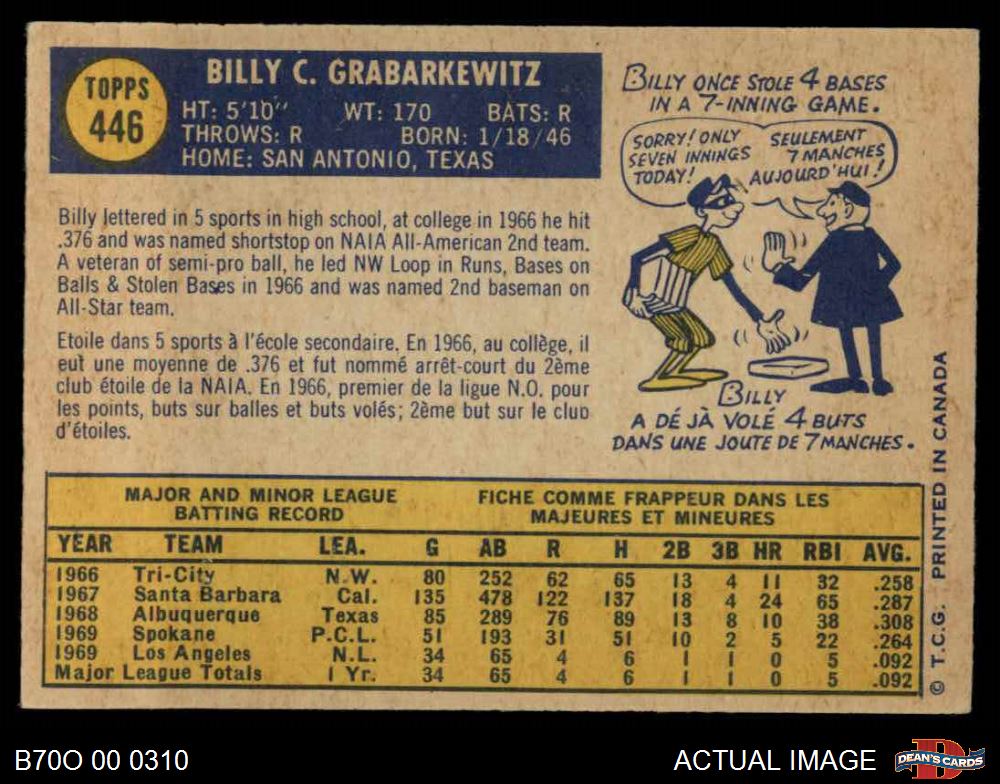 TOPPS
446
BILLY C. GRABARKEWITZ
HT: 5'10" WT: 170 BATS: R
THROWS: R BORN: 1/18/46
HOME: SAN ANTONIO, TEXAS
Billy lettered in 5 sports in high school, at college in 1966 he hit
.376 and was named shortstop on NAIA All-American 2nd team.
A veteran of semi-pro ball, he led NW Loop in Runs, Bases on
Balls & Stolen Bases in 1966 and was named 2nd baseman on
All-Star team.
Etoile dans 5 sports à l'école secondaire. En 1966, au collège, il
eut une moyenne de .376 et fut nommé arrêt-court du 2ème
club étoile de la NAIA. En 1966, premier de la ligue N.O. pour
les points, buts sur balles et buts volés; 2ème but sur le club
d'étoiles.
BILLY ONCE STOLE 4 BASES
IN A 7-INNING GAME.
SORRY! ONLY
SEVEN INNINGS
TODAY!
SEULEMENT
7 MANCHES
AUJOURD'HUI!
BILLY
A DÉ JÀ VOLÉ 4 BUTS
DANS UNE JOUTE DE 7 MANCHES.
MAJOR AND MINOR LEAGUE
BATTING RECORD
FICHE COMME FRAPPEUR DANS LES
MAJEURES ET MINEURES
YEAR TEAM LEA. G AB R H 2B 3B HR RBI AVG.
1966 Tri-City N.W. 80 252 62 65 13 4 11 32 .258
1967 Santa Barbara Cal. 135 478 122 137 18 4 24 65 .287
1968 Albuquerque Texas 85 289 76 89 13 8 10 38 .308
1969 Spokane P.C.L. 51 193 31 51 10 2 5 22 .264
1969 Los Angeles N.L. 34 65 4 6 1 1 0 5 .092
Major League Totals 1 Yr. 34 65 4 6 1 1 0 5 .092
© T.C.G. PRINTED IN CANADA
B70O 00 0310
ACTUAL IMAGE
D
DEAN'S CARDS